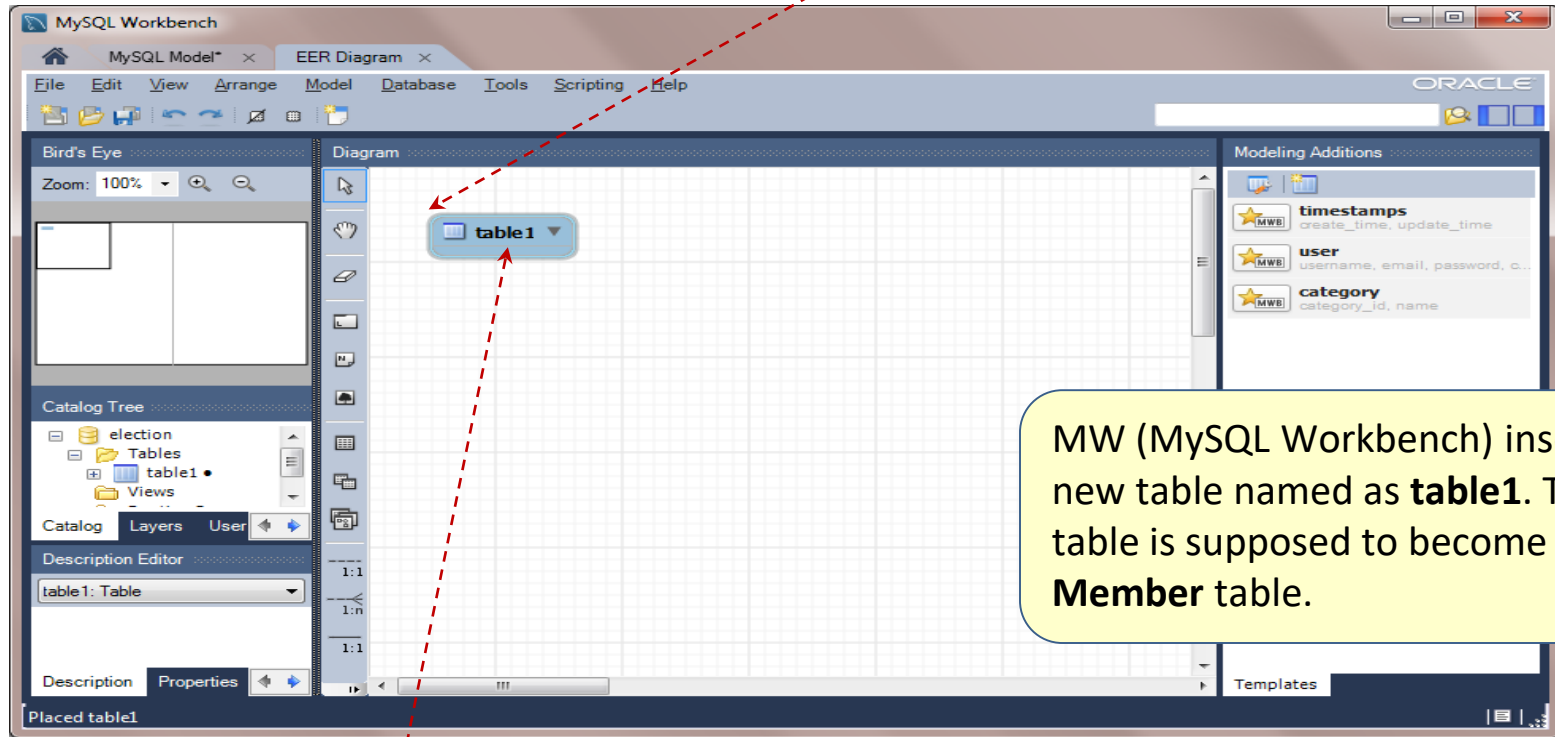 MySQL Workbench
MySQL Model* × EER Diagram ×
File Edit View Arrange Model Database Tools Scripting Help
ORACLE
Bird's Eye
Zoom: 100%
Diagram
Modeling Additions
table1
MWB timestamps
create_time, update_time
MWB user
username, email, password, c...
MWB category
category_id, name
Catalog Tree
election
Tables
table1 •
Views
Catalog Layers User
Description Editor
table1: Table
1:1
1:n
1:1
Description Properties
MW (MySQL Workbench) ins
new table named as table1. T
table is supposed to become
Member table.
Templates
Placed table1